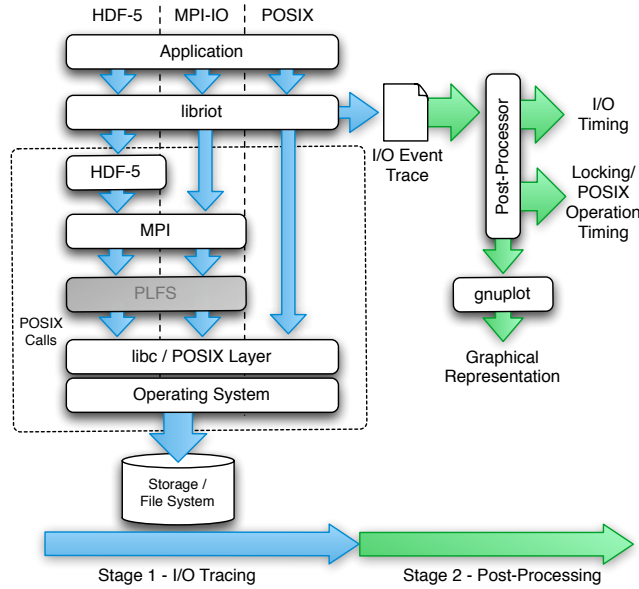 HDF-5 MPI-IO POSIX
Application
libriot
I/O Event
Trace
Post-Processor
I/O
Timing
Locking/
POSIX
Operation
Timing
gnuplot
Graphical
Representation
HDF-5
MPI
PLFS
POSIX
Calls
libc / POSIX Layer
Operating System
Storage /
File System
Stage 1 - I/O Tracing
Stage 2 - Post-Processing